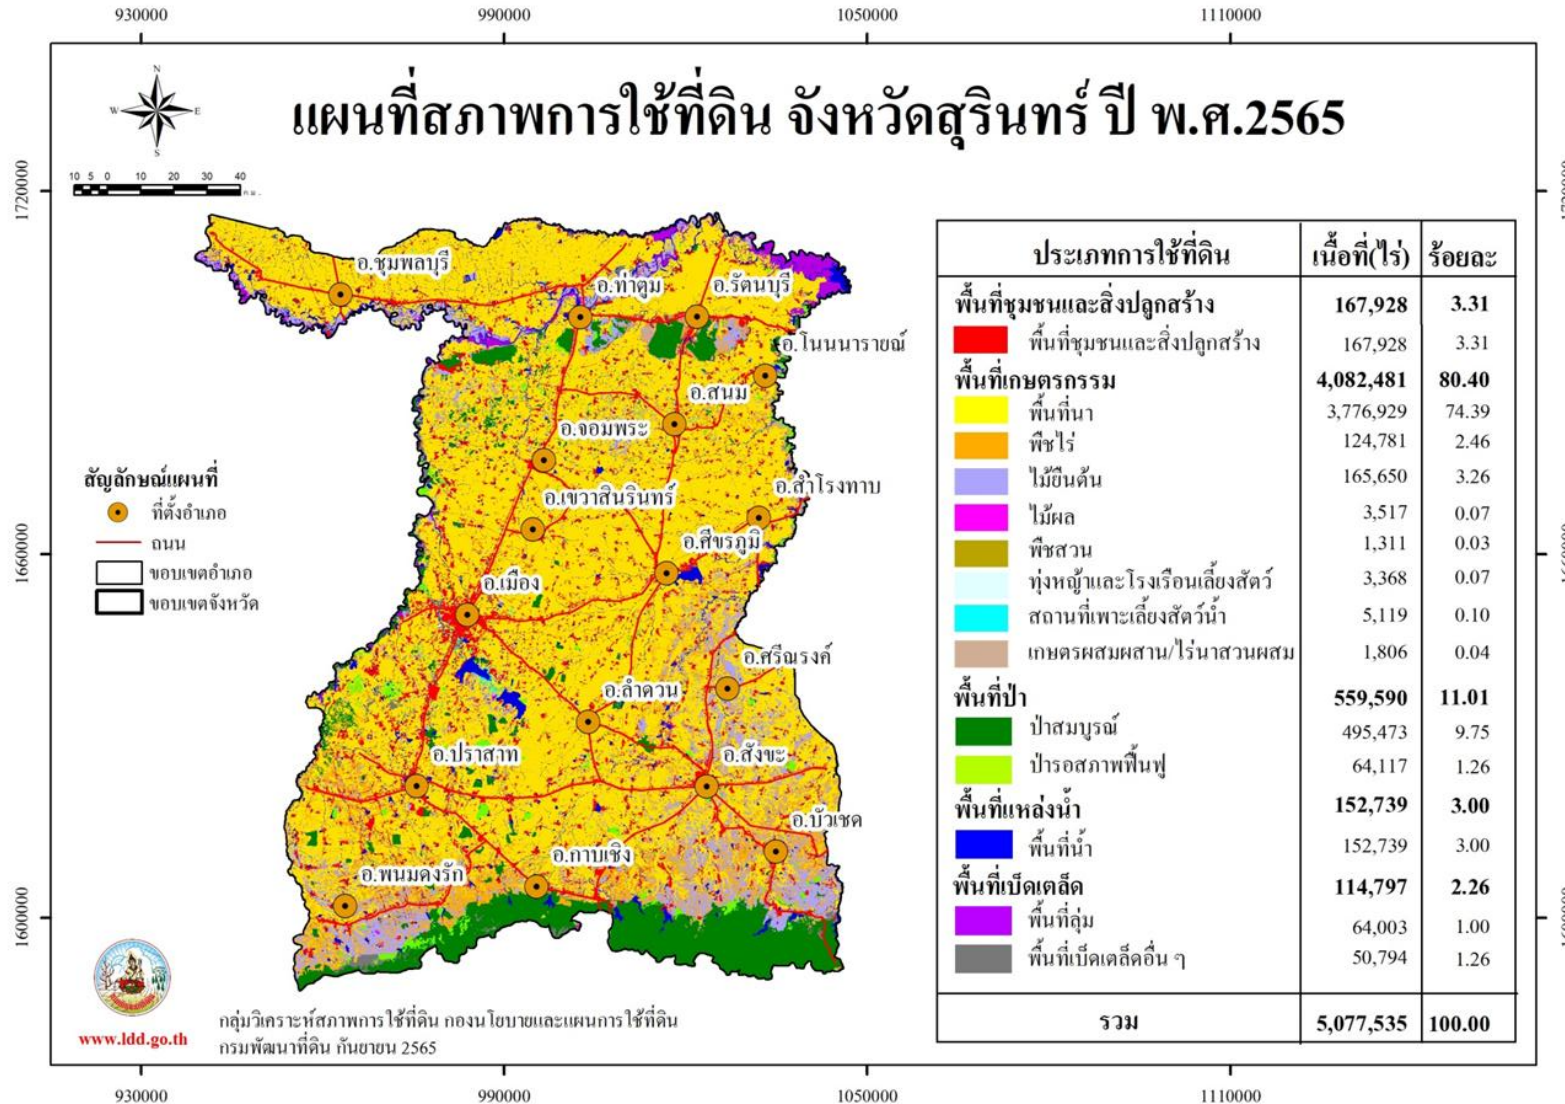 930000 990000 1050000 1110000
N
W E
S
แผนที่สภาพการใช้ที่ดิน จังหวัดสุรินทร์ ปี พ.ศ.2565
10 5 0 10 20 30 40
1720000
1720000
อ.ชุมพลบุรี
อ.ท่าตูม
อ.รัตนบุรี
อ.โนนนารายณ์
อ.สนม
อ.จอมพระ
อ.เขวาสินรินทร์
อ.สำโรงทาบ
อ.ศีขรภูมิ
อ.เมือง
อ.ศรีณรงค์
อ.ลำดวน
อ.ปราสาท
อ.สังขะ
อ.บัวเชด
อ.กาบเชิง
อ.พนมดงรัก
สัญลักษณ์แผนที่
ที่ตั้งอำเภอ
ถนน
ขอบเขตอำเภอ
ขอบเขตจังหวัด
1660000
1660000
1600000
1600000
ประเภทการใช้ที่ดิน เนื้อที่(ไร่) ร้อยละ
พื้นที่ชุมชนและสิ่งปลูกสร้าง 167,928 3.31
พื้นที่ชุมชนและสิ่งปลูกสร้าง 167,928 3.31
พื้นที่เกษตรกรรม 4,082,481 80.40
พื้นที่นา 3,776,929 74.39
พืชไร่ 124,781 2.46
ไม้ยืนต้น 165,650 3.26
ไม้ผล 3,517 0.07
พืชสวน 1,311 0.03
ทุ่งหญ้าและโรงเรือนเลี้ยงสัตว์ 3,368 0.07
สถานที่เพาะเลี้ยงสัตว์น้ำ 5,119 0.10
เกษตรผสมผสาน/ไร่นาสวนผสม 1,806 0.04
พื้นที่ป่า 559,590 11.01
ป่าสมบูรณ์ 495,473 9.75
ป่ารอสภาพฟื้นฟู 64,117 1.26
พื้นที่แหล่งน้ำ 152,739 3.00
พื้นที่น้ำ 152,739 3.00
พื้นที่เบ็ดเตล็ด 114,797 2.26
พื้นที่ลุ่ม 64,003 1.00
พื้นที่เบ็ดเตล็ดอื่น ๆ 50,794 1.26
รวม 5,077,535 100.00
www.ldd.go.th
กลุ่มวิเคราะห์สภาพการใช้ที่ดิน กองนโยบายและแผนการใช้ที่ดิน
กรมพัฒนาที่ดิน กันยายน 2565
930000 990000 1050000 1110000